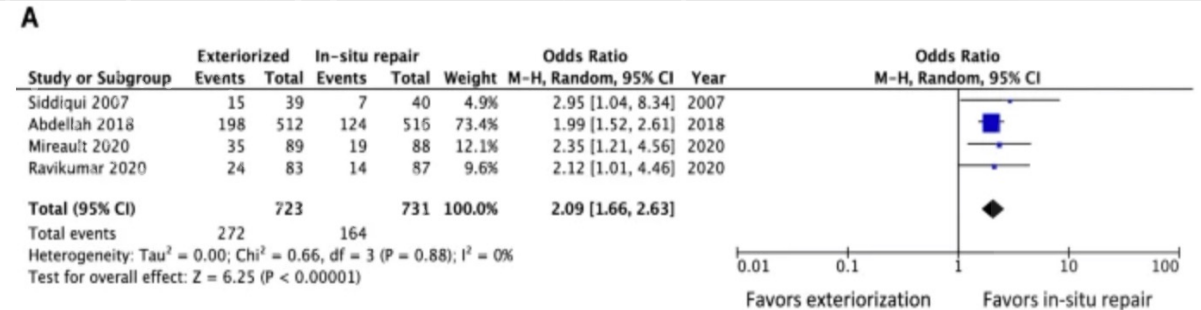 A
Exteriorized In-situ repair Odds Ratio Odds Ratio
Study or Subgroup Events Total Events Total Weight M-H, Random, 95% CI Year M-H, Random, 95% CI
Siddiqui 2007 15 39 7 40 4.9% 2.95 [1.04, 8.34] 2007
Abdellah 2018 198 512 124 516 73.4% 1.99 [1.52, 2.61] 2018
Mireault 2020 35 89 19 88 12.1% 2.35 [1.21, 4.56] 2020
Ravikumar 2020 24 83 14 87 9.6% 2.12 [1.01, 4.46] 2020
Total (95% CI) 723 731 100.0% 2.09 [1.66, 2.63]
Total events 272 164
Heterogeneity: Tau² = 0.00; Chi² = 0.66, df = 3 (P = 0.88); I² = 0%
Test for overall effect: Z = 6.25 (P < 0.00001)
0.01 0.1 1 10 100
Favors exteriorization Favors in-situ repair